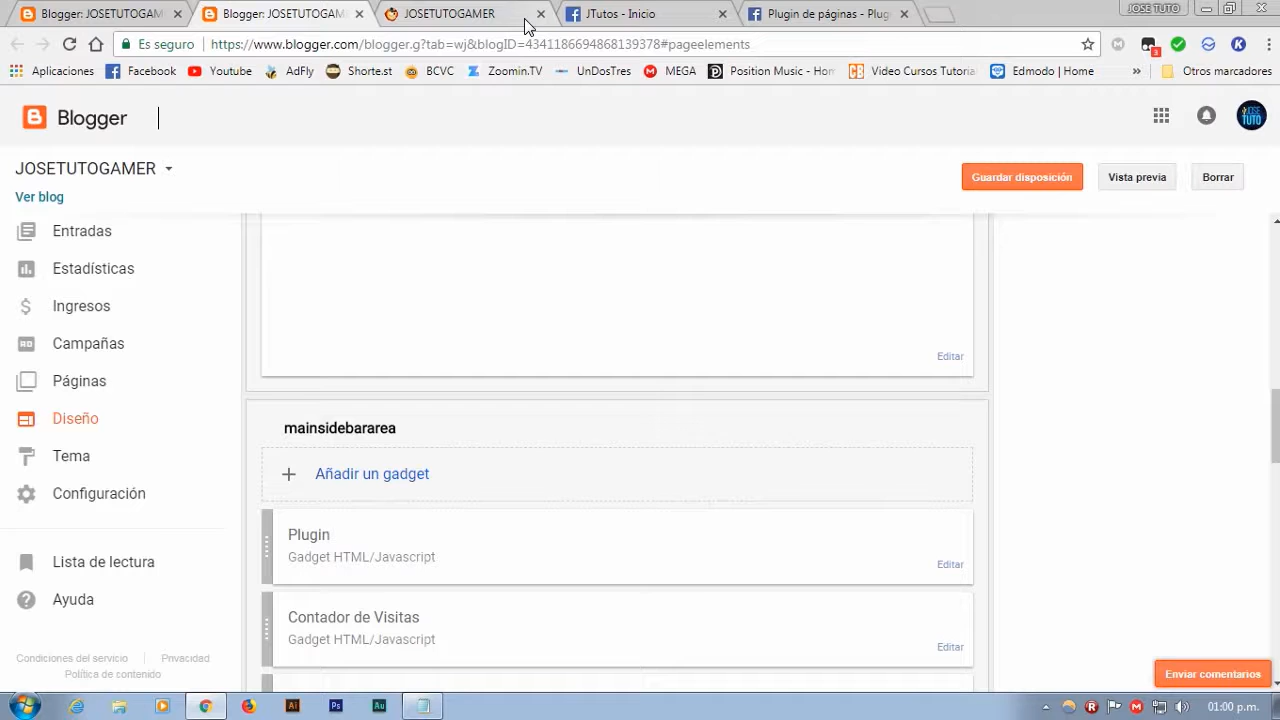 Blogger: JOSETUTOGAM
Blogger: JOSETUTOGAM
JOSETUTOGAMER
JTutos - Inicio
Plugin de páginas - Plug
JOSE TUTO
Es seguro
https://www.blogger.com/blogger.g?tab=wj&blogID=4341186694868139378#pageelements
Aplicaciones
Facebook
Youtube
AdFly
Shorte.st
BCVC
Zoomin.TV
UnDosTres
MEGA
Position Music - Hom
Video Cursos Tutoria
Edmodo | Home
»
Otros marcadores
Blogger
JOSETUTOGAMER
Ver blog
Guardar disposición
Vista previa
Borrar
Entradas
Estadísticas
Ingresos
Campañas
Páginas
Diseño
Tema
Configuración
Lista de lectura
Ayuda
Condiciones del servicio
Privacidad
Política de contenido
Editar
mainsidebararea
Añadir un gadget
Plugin
Gadget HTML/Javascript
Editar
Contador de Visitas
Gadget HTML/Javascript
Editar
Enviar comentarios
01:00 p.m.